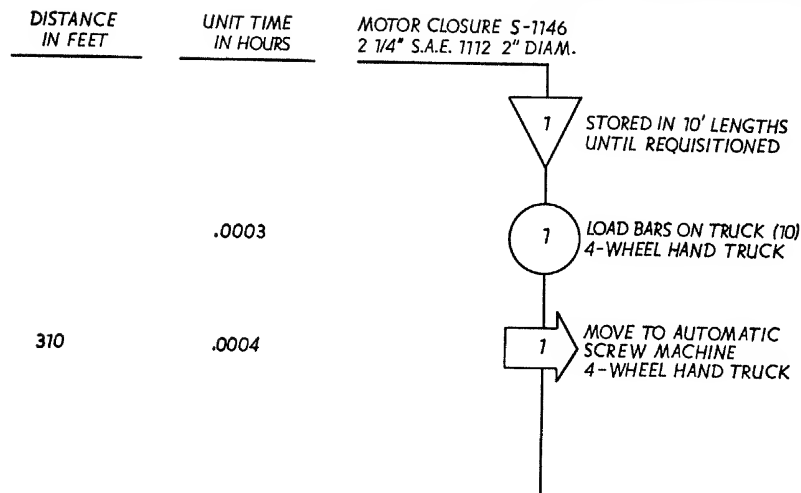 DISTANCE IN FEET
UNIT TIME IN HOURS
MOTOR CLOSURE S-1146
2 1/4" S.A.E. 1112 2" DIAM.
1
STORED IN 10' LENGTHS
UNTIL REQUISITIONED
.0003
1
LOAD BARS ON TRUCK (10)
4-WHEEL HAND TRUCK
310
.0004
1
MOVE TO AUTOMATIC
SCREW MACHINE
4-WHEEL HAND TRUCK